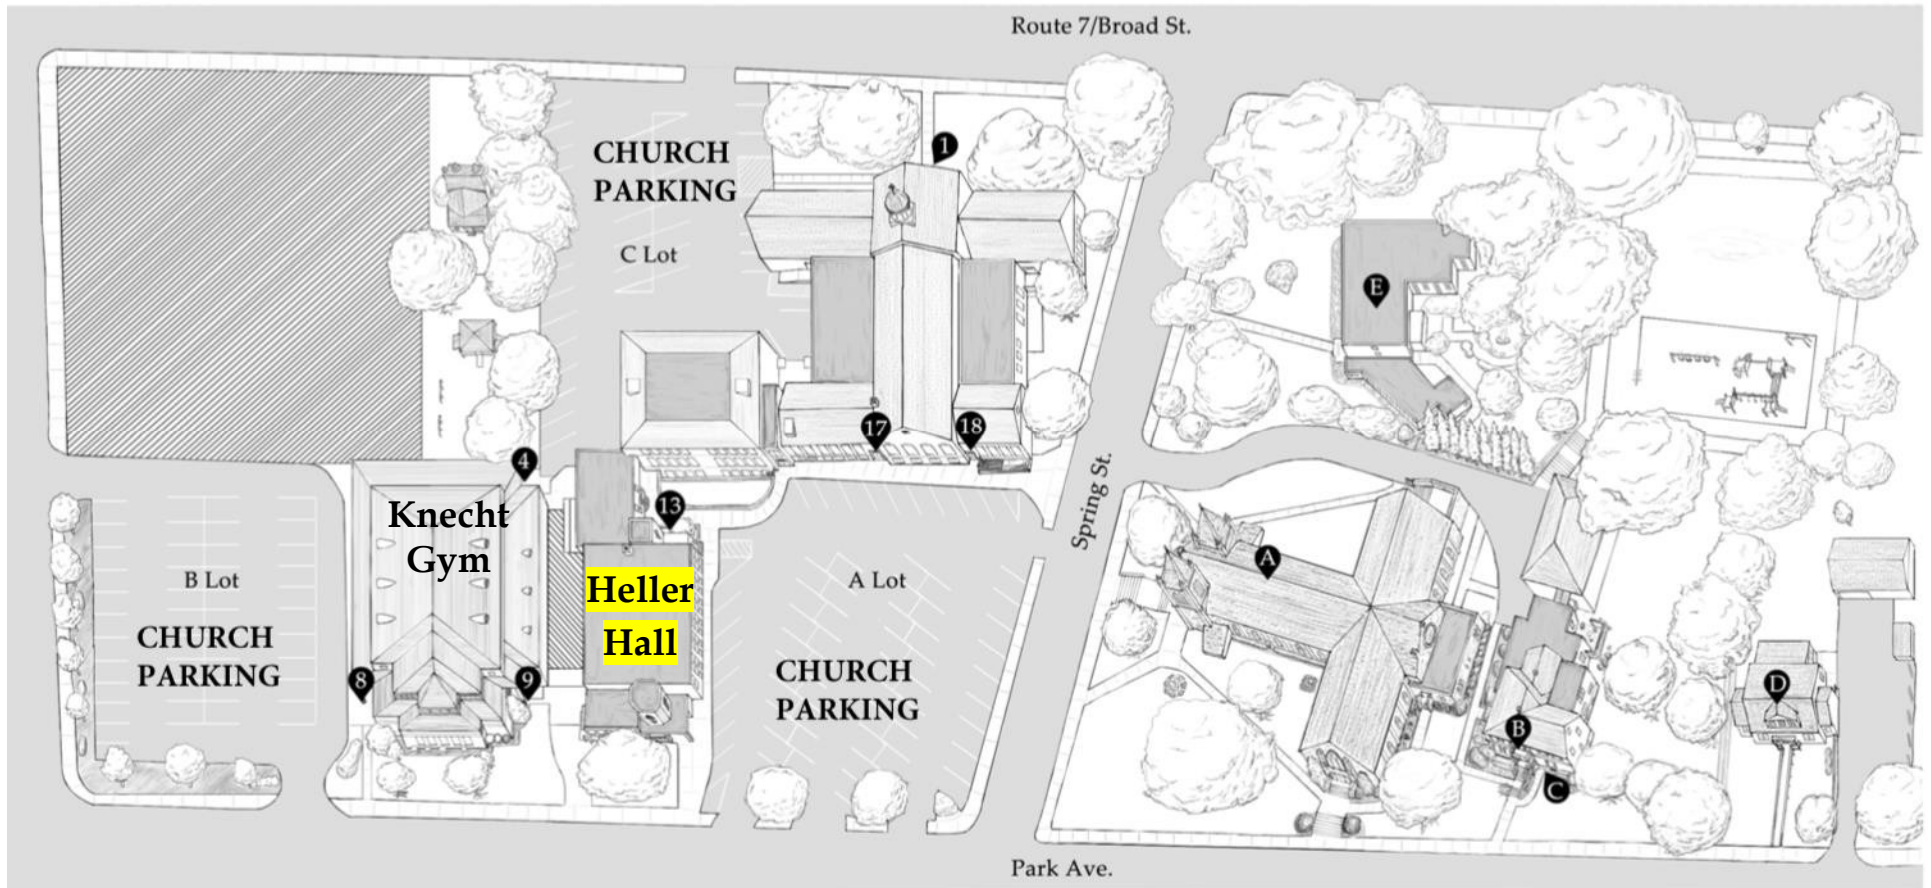 Route 7/Broad St.
1
CHURCH
PARKING
C Lot
E
17
18
4
13
Knecht
Gym
Spring St.
Heller
Hall
B Lot
CHURCH
PARKING
A Lot
CHURCH
PARKING
A
8
9
D
B
C
Park Ave.